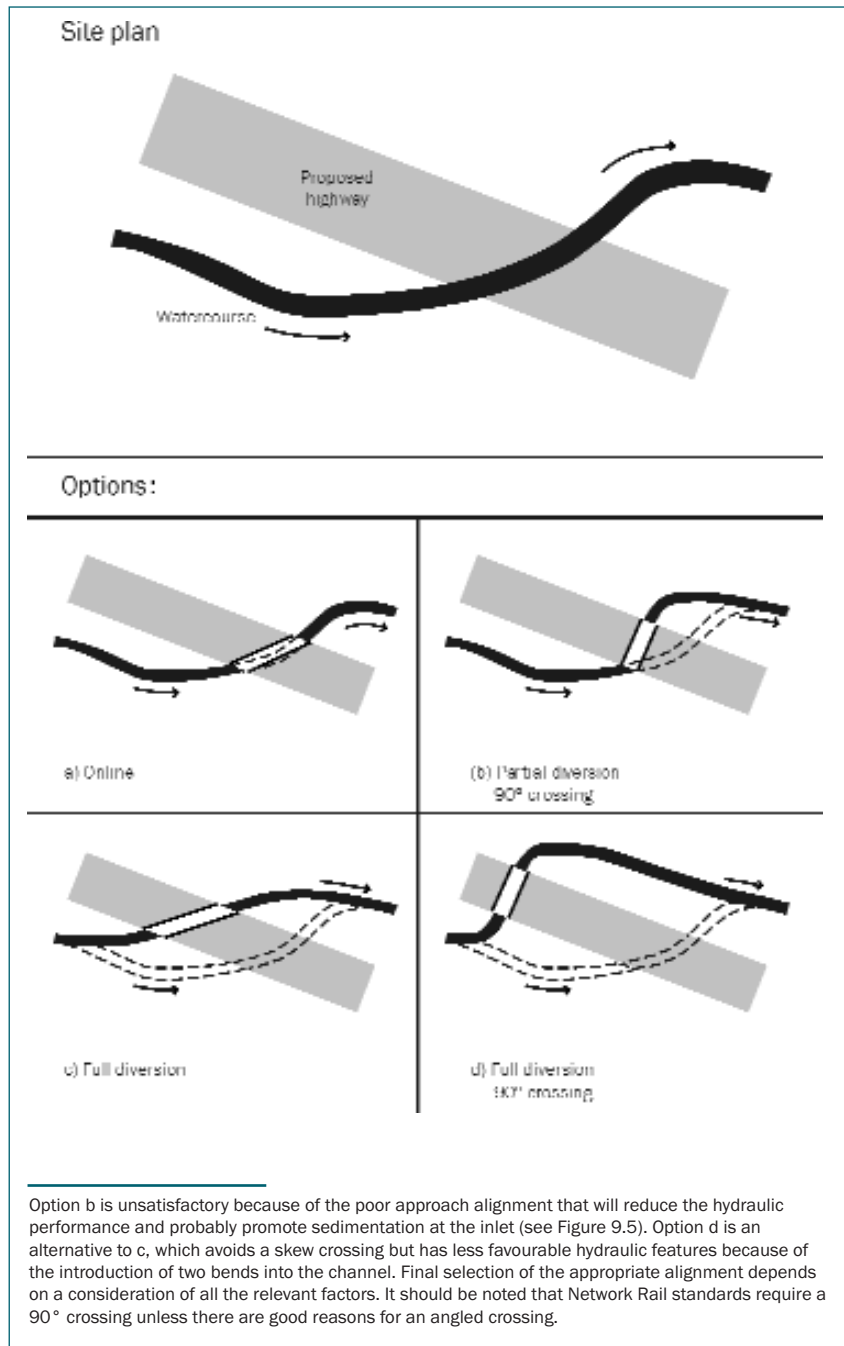 Site plan
Proposed
highway
Watercourse
Options:
a) Online
(b) Partial diversion
90° crossing
c) Full diversion
d) Full diversion
90° crossing
Option b is unsatisfactory because of the poor approach alignment that will reduce the hydraulic
performance and probably promote sedimentation at the inlet (see Figure 9.5). Option d is an
alternative to c, which avoids a skew crossing but has less favourable hydraulic features because of
the introduction of two bends into the channel. Final selection of the appropriate alignment depends
on a consideration of all the relevant factors. It should be noted that Network Rail standards require a
90° crossing unless there are good reasons for an angled crossing.